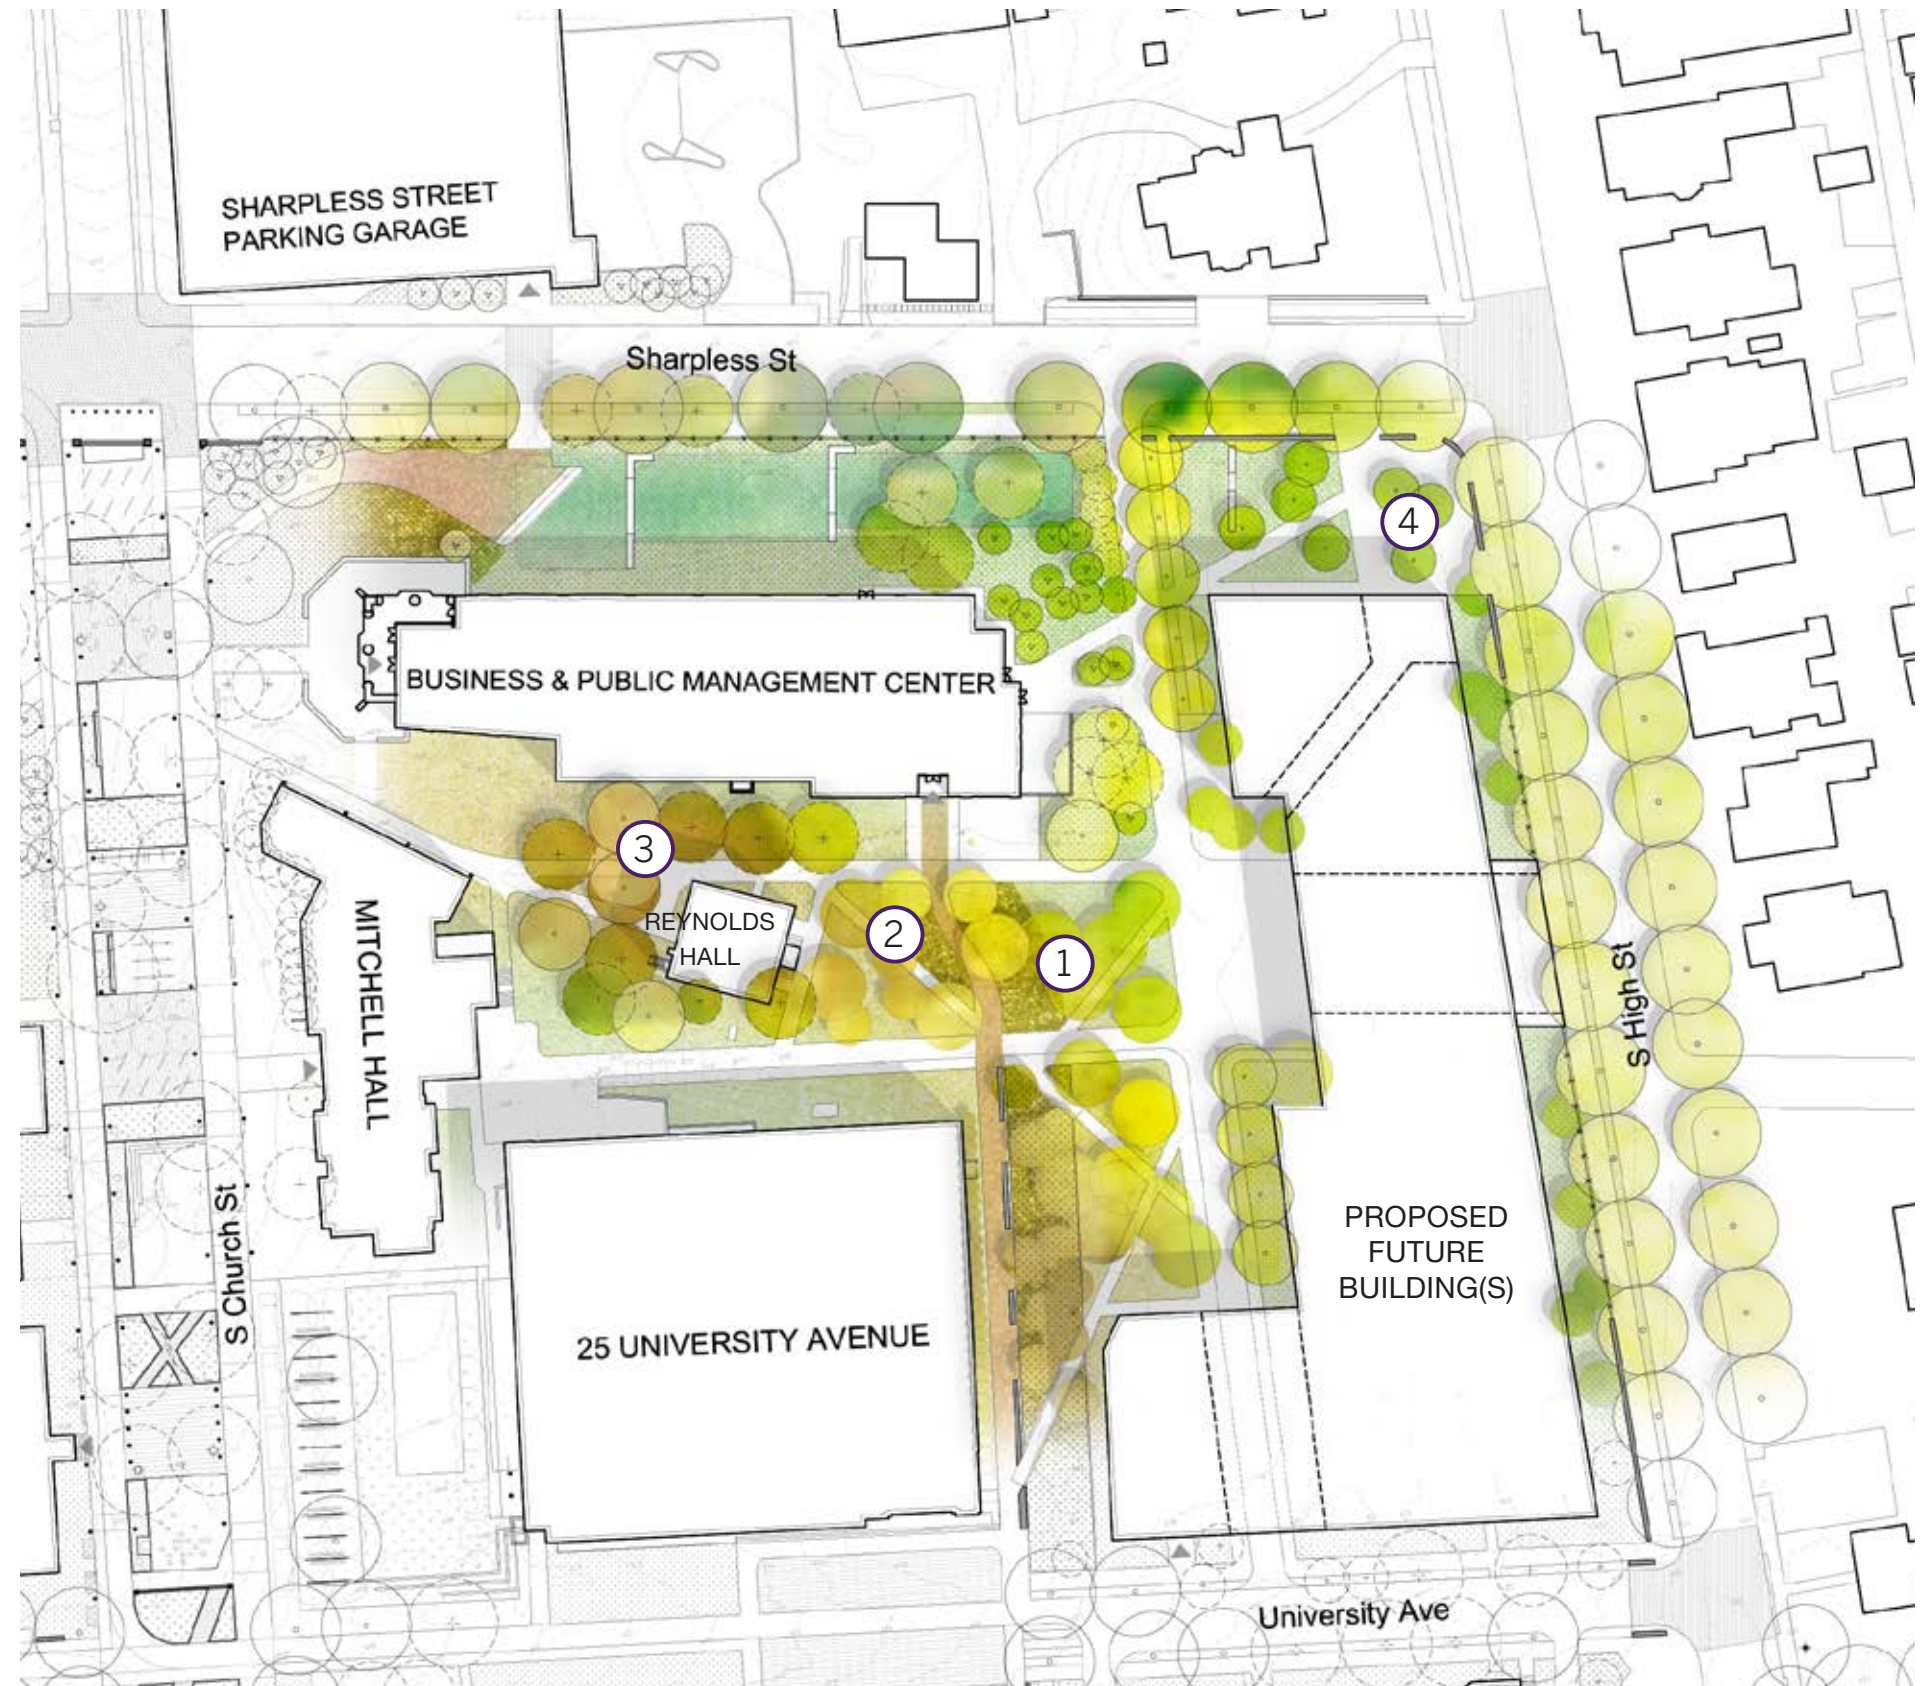 SHARPLESS STREET
PARKING GARAGE
Sharpless St
4
BUSINESS & PUBLIC MANAGEMENT CENTER
3
REYNOLDS
HALL
2
1
MITCHELL HALL
S High St
S Church St
PROPOSED
FUTURE
BUILDING(S)
25 UNIVERSITY AVENUE
University Ave